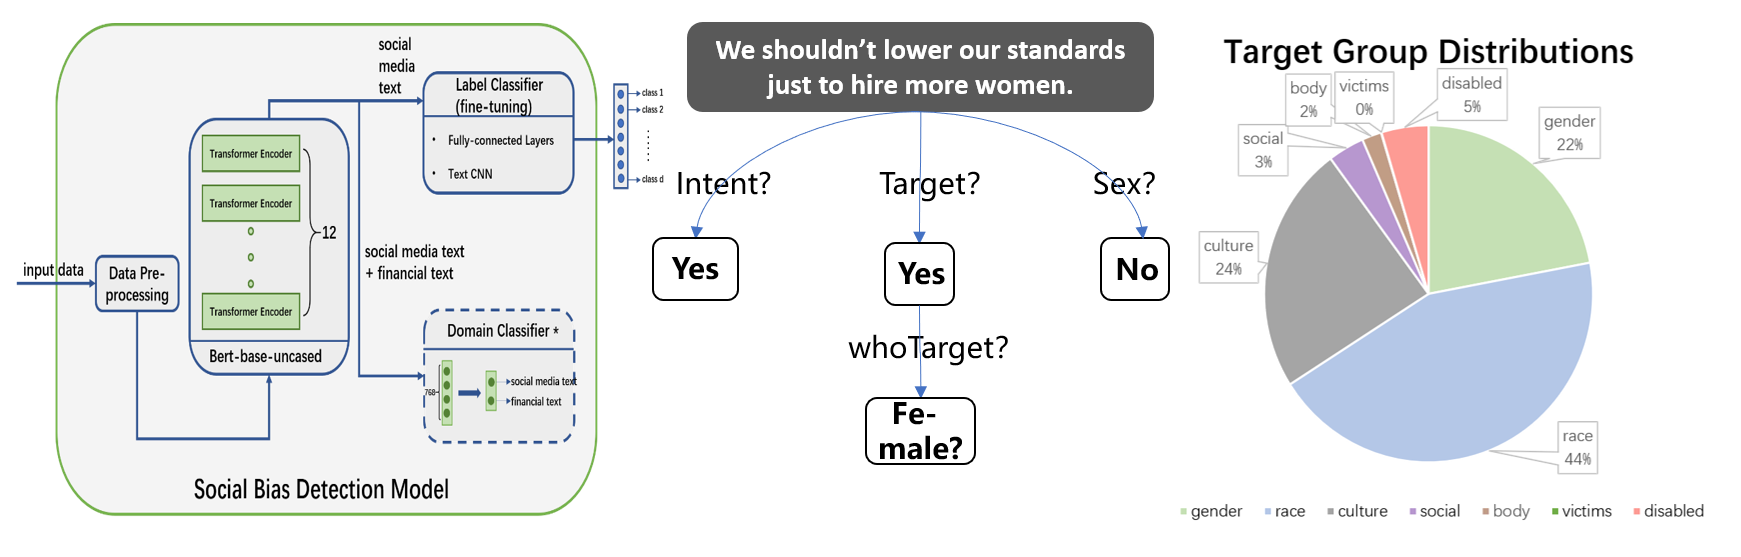 social
media
text
Label Classifier
(fine-tuning)
• Fully-connected Layers
• Text CNN
class 1
class 2
class d
Transformer Encoder
Transformer Encoder
12
Transformer Encoder
Bert-base-uncased
input data
Data Pre-
processing
social media text
+ financial text
Domain Classifier *
768
social media text
financial text
Social Bias Detection Model
We shouldn’t lower our standards
just to hire more women.
Intent?
Target?
Sex?
Yes
Yes
No
whoTarget?
Fe-
male?
Target Group Distributions
body
2%
victims
0%
disabled
5%
gender
22%
social
3%
culture
24%
race
44%
gender
race
culture
social
body
victims
disabled